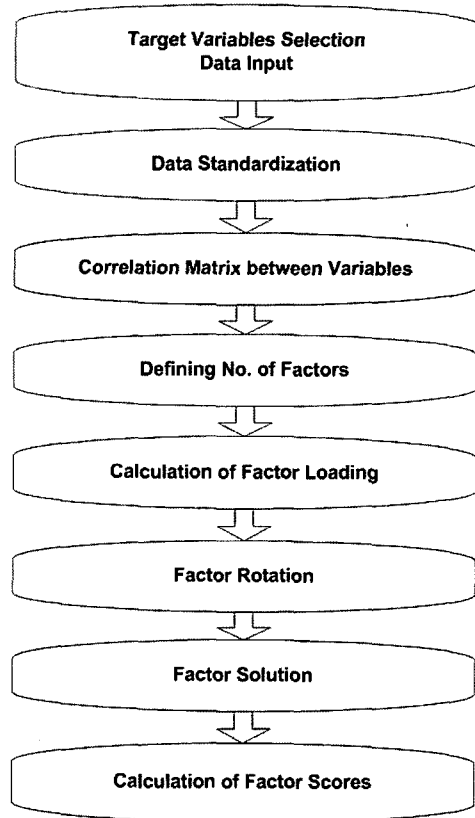 Target Variables Selection
Data Input
Data Standardization
Correlation Matrix between Variables
Defining No. of Factors
Calculation of Factor Loading
Factor Rotation
Factor Solution
Calculation of Factor Scores